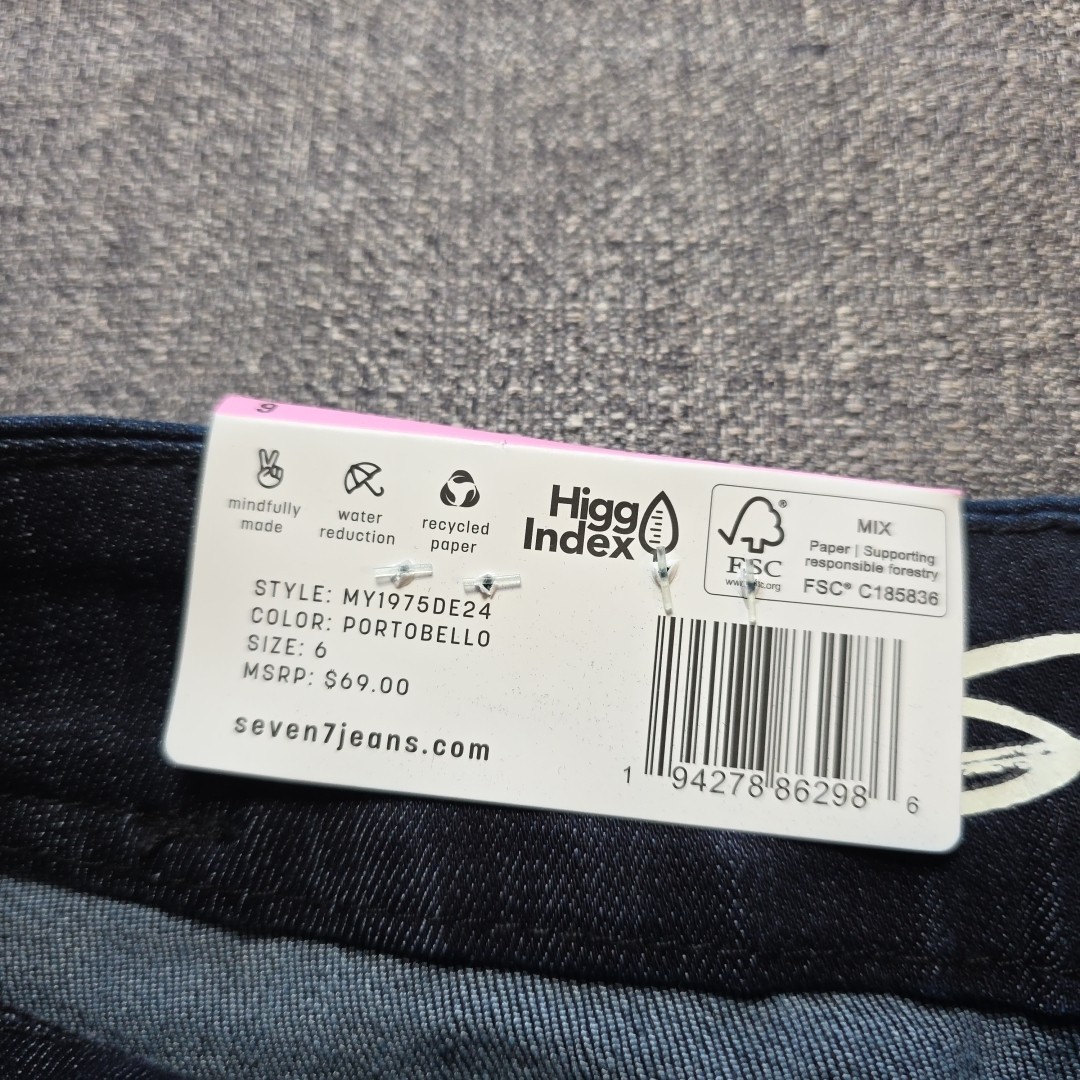 6
mindfully
made
water
reduction
recycled
paper
Higg
Index
FSC
®
MIX
Paper | Supporting
responsible forestry
FSC® C185836
STYLE: MY1975DE24
COLOR: PORTOBELLO
SIZE: 6
MSRP: $69.00
seven7jeans.com
1 94278 86298 6